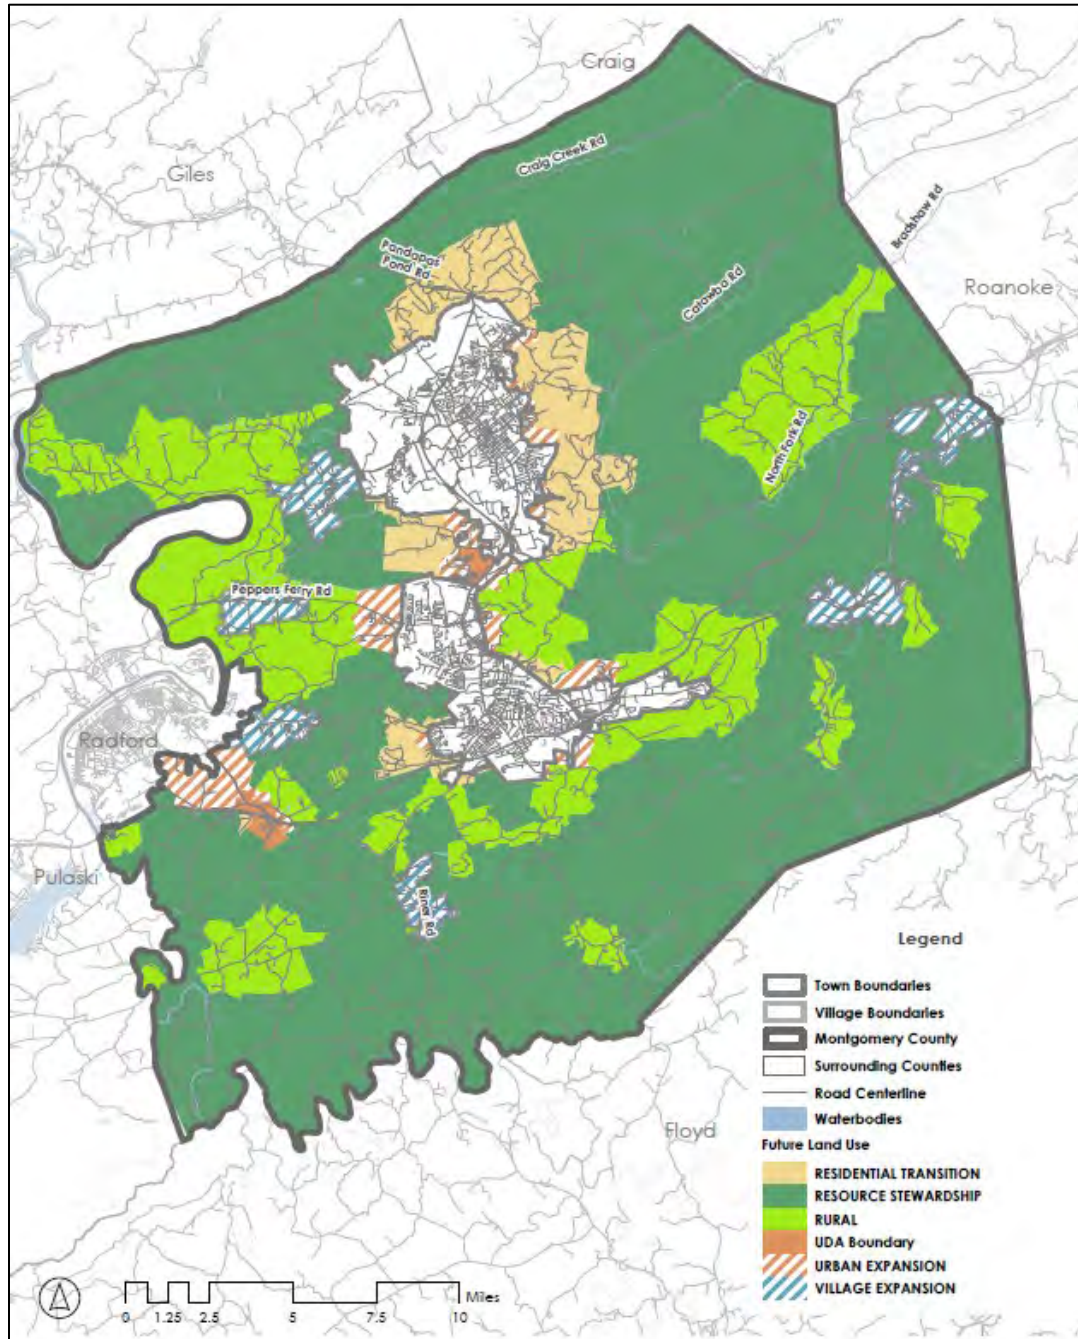 Craig
Giles
Craig Creek Rd
Bradshaw Rd
Pandapas
Pond Rd
Roanoke
Catawba Rd
North Fork Rd
Peppers Ferry Rd
Radford
Pulaski
Riner Rd
Floyd
Legend
Town Boundaries
Village Boundaries
Montgomery County
Surrounding Counties
Road Centerline
Waterbodies
Future Land Use
RESIDENTIAL TRANSITION
RESOURCE STEWARDSHIP
RURAL
UDA Boundary
URBAN EXPANSION
VILLAGE EXPANSION
Miles
0 1.25 2.5 5 7.5 10